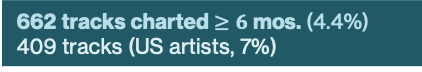 662 tracks charted ≥ 6 mos. (4.4%)
409 tracks (US artists, 7%)